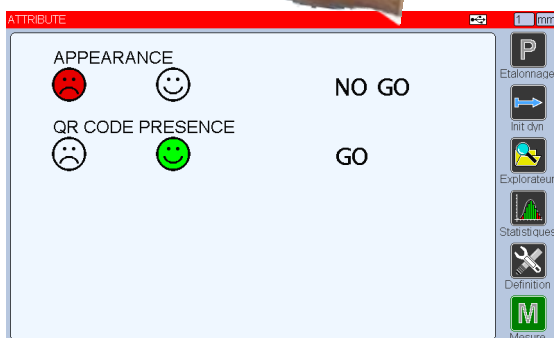 ATTRIBUTE
1 mm
APPEARANCE
NO GO
QR CODE PRESENCE
GO
P
Etalonnage
Init dyn
Explorateur
Statistiques
Definition
M
Mesure